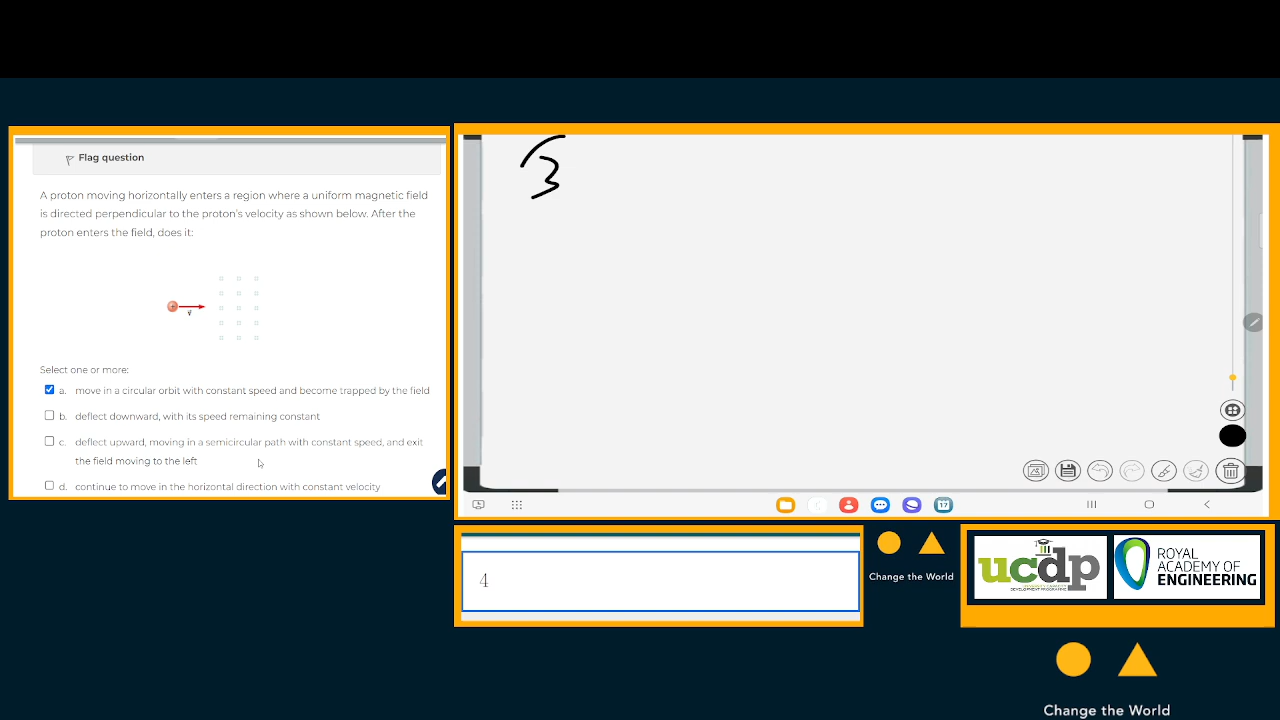 Flag question
A proton moving horizontally enters a region where a uniform magnetic field
is directed perpendicular to the proton's velocity as shown below. After the
proton enters the field, does it:
v
Select one or more:
a. move in a circular orbit with constant speed and become trapped by the field
b. deflect downward, with its speed remaining constant
c. deflect upward, moving in a semicircular path with constant speed, and exit
the field moving to the left
d. continue to move in the horizontal direction with constant velocity
3
17
4
Change the World
ucdp
ROYAL
ACADEMY OF
ENGINEERING
Change the World